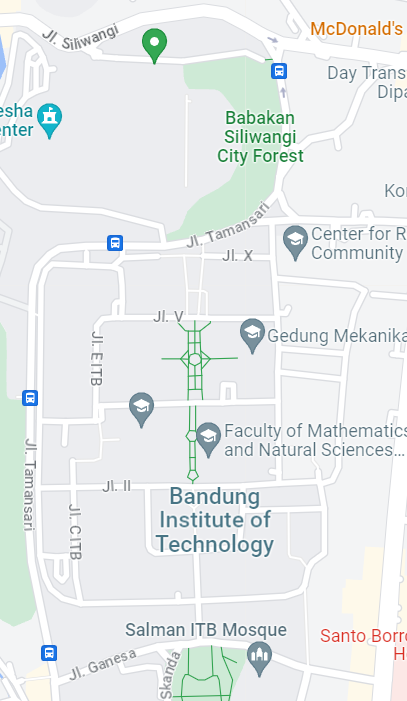 McDonald's
Jl. Siliwangi
Day Trans
Dipa
esha
enter
Babakan
Siliwangi
City Forest
Kor
Jl. Tamansari
Center for R
Community
Jl. X
Jl. V
Gedung Mekanika
Jl. E ITB
Faculty of Mathematics
and Natural Sciences...
Jl. Tamansari
Jl. II
Bandung
Institute of
Technology
Jl. C ITB
Salman ITB Mosque
Santo Borro
H
Jl. Ganesa
Skanda